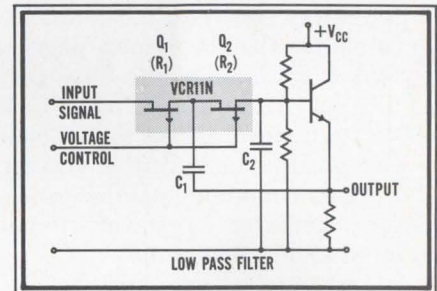 Q1 Q2
(R1) (R2)
+VCC
VCR11N
INPUT
SIGNAL
VOLTAGE
CONTROL
C1
C2
OUTPUT
LOW PASS FILTER